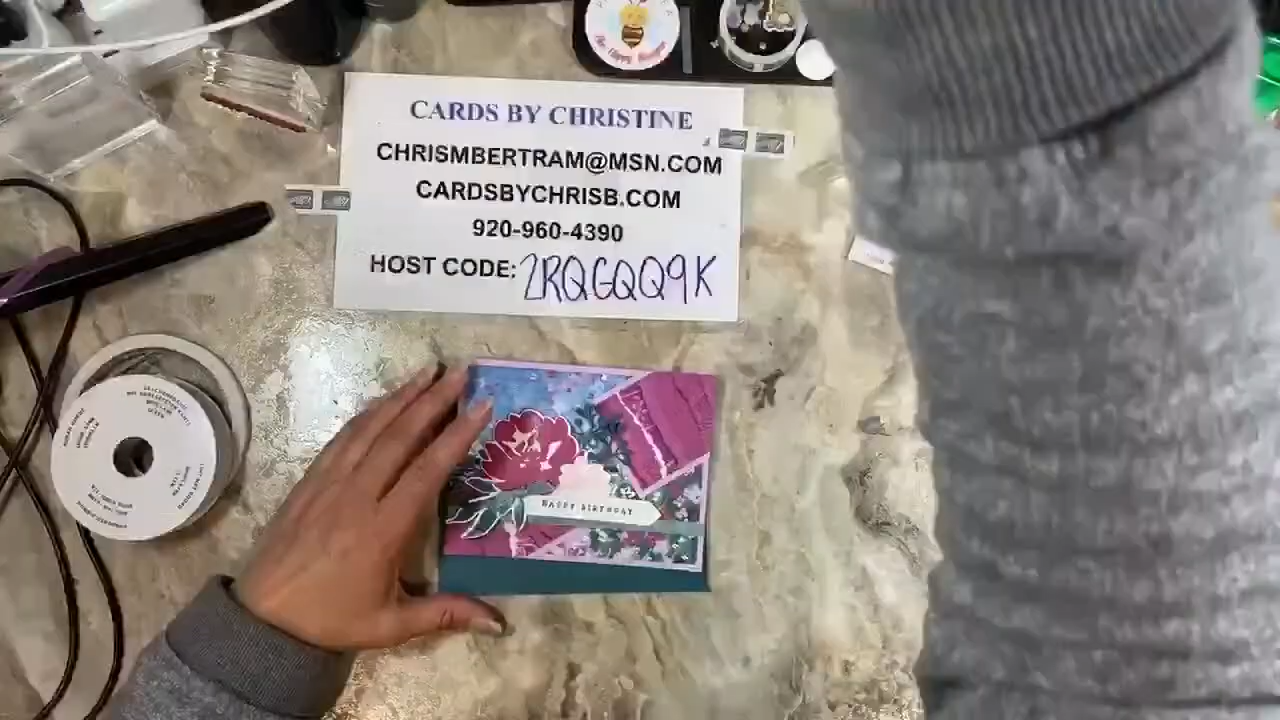 CARDS BY CHRISTINE
CHRISMBERTRAM@MSN.COM
CARDSBYCHRISB.COM
920-960-4390
HOST CODE: 2RQGQQ9K
HAPPY BIRTHDAY